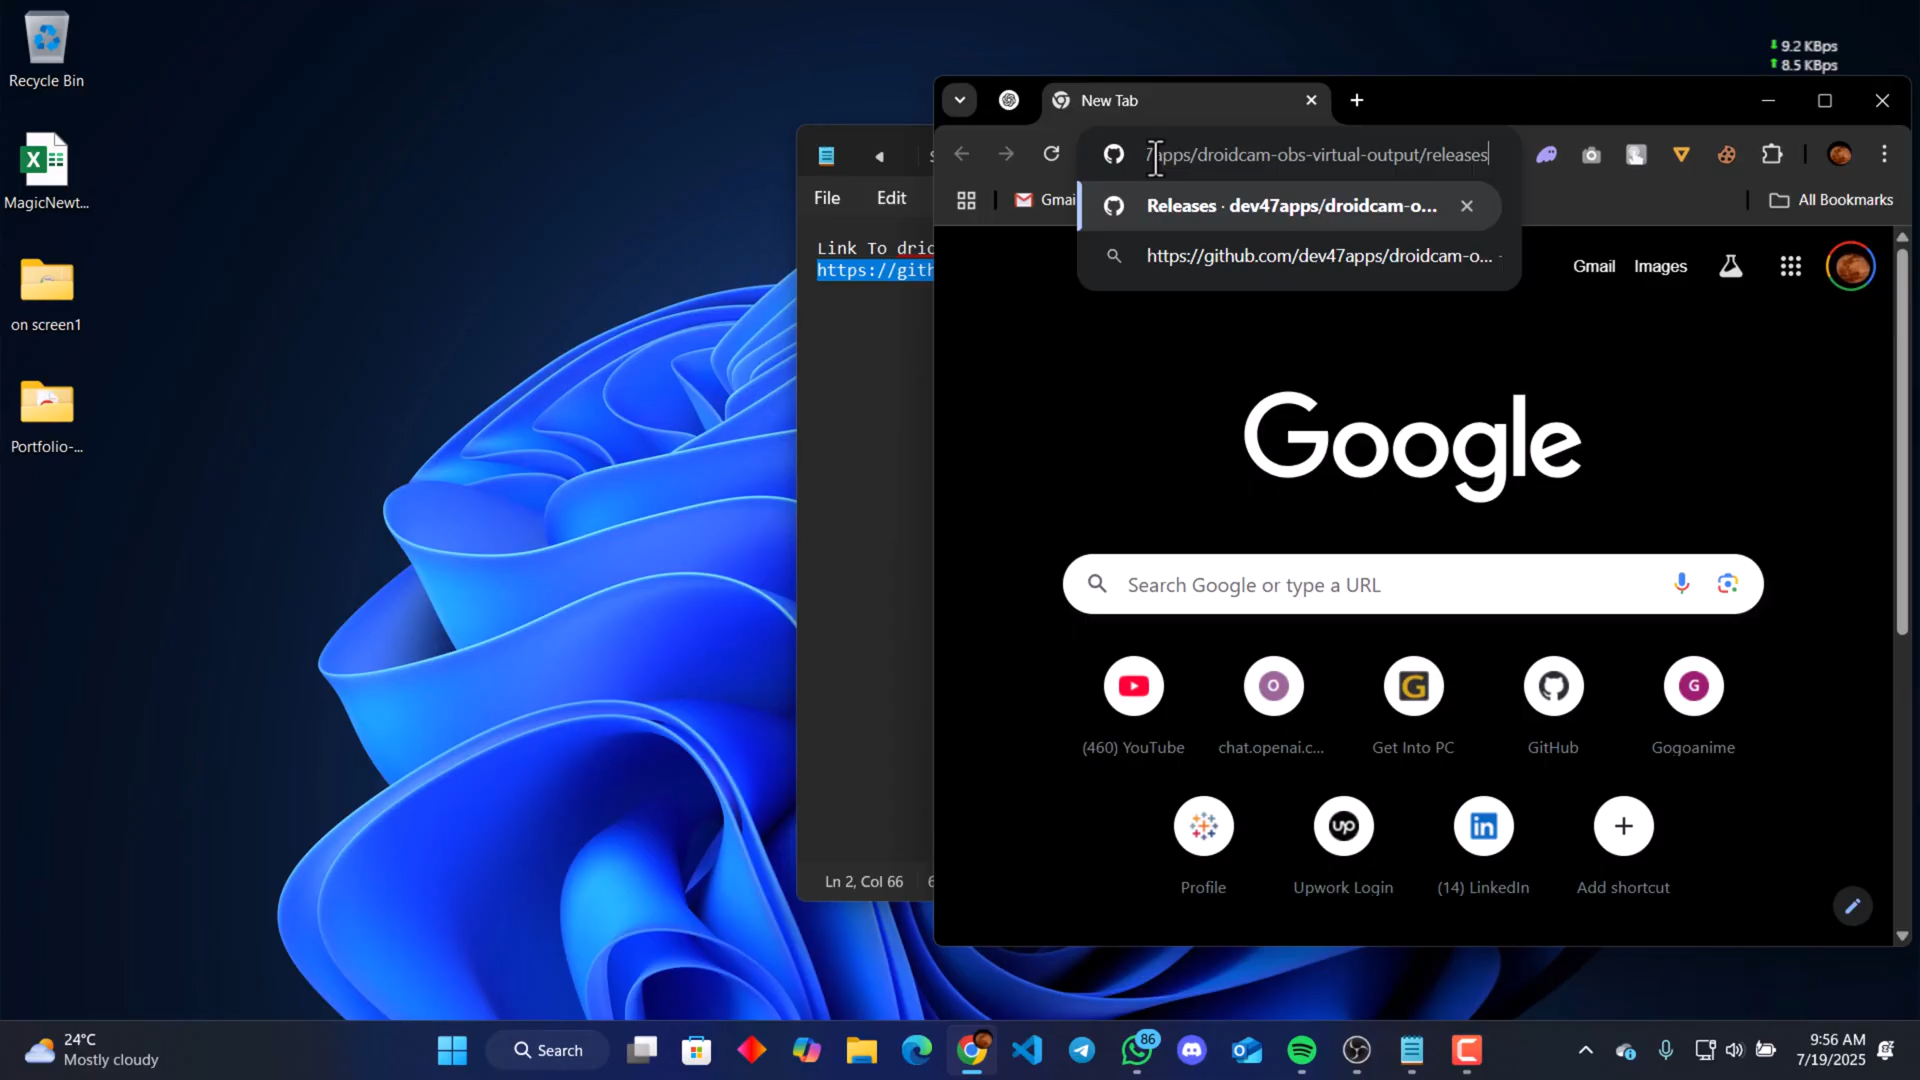 Recycle Bin
MagicNewt...
on screen1
Portfolio-...
9.2 KBps
8.5 KBps
New Tab
apps/droidcam-obs-virtual-output/releases
Releases · dev47apps/droidcam-o...
https://github.com/dev47apps/droidcam-o...
Gmai
All Bookmarks
File
Edit
Link To
https://gith
Ln 2, Col 66
Gmail
Images
Google
Search Google or type a URL
(460) YouTube
chat.openai.c...
Get Into PC
GitHub
Gogoanime
Profile
Upwork Login
(14) LinkedIn
Add shortcut
24°C
Mostly cloudy
Search
86
9:56 AM
7/19/2025